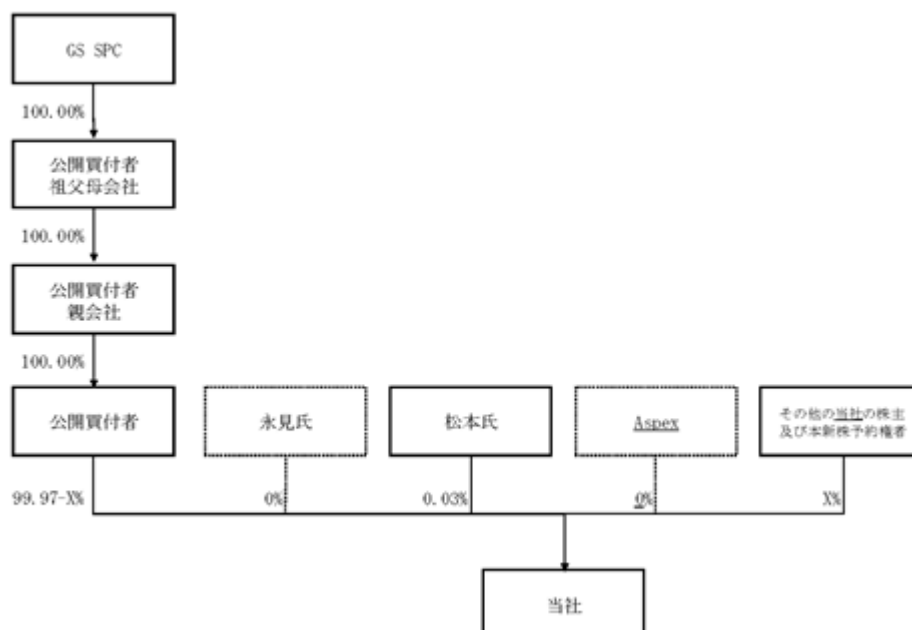 GS SPC
100.00%
公開買付者
祖父母会社
100.00%
公開買付者
親会社
100.00%
公開買付者
永見氏
松本氏
Aspex
その他の当社の株主
及び本新株予約権者
99.97-X%
0%
0.03%
0%
X%
当社